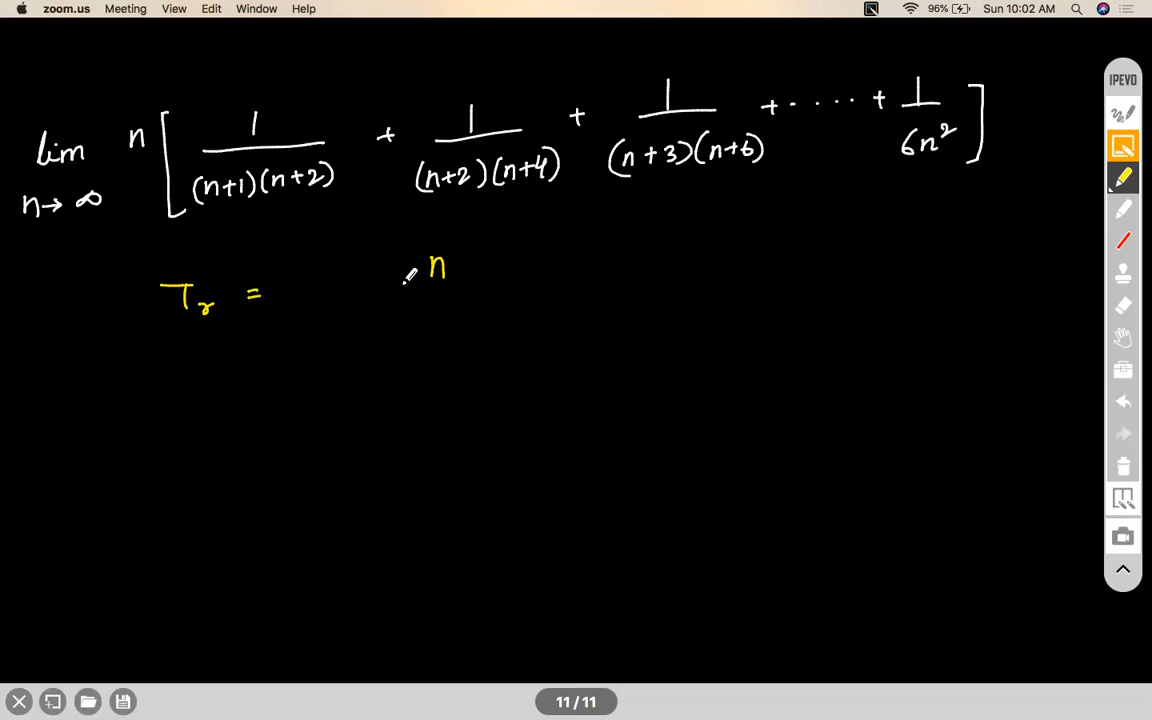 zoom.us Meeting View Edit Window Help 96% Sun 10:02 AM
IPEVO
lim n→∞ n [ 1/((n+1)(n+2)) + 1/((n+2)(n+4)) + 1/((n+3)(n+6)) + ···· + 1/(6n²) ]
T_r = n
11 / 11